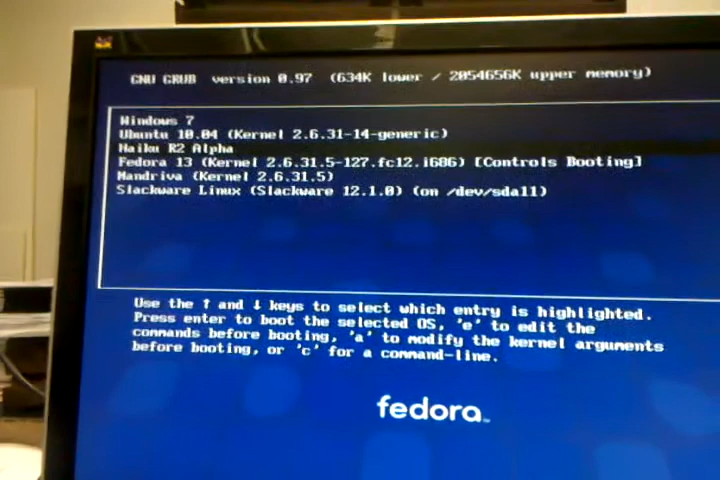 GNU GRUB version 0.97 (634K lower / 2054656K upper memory)
Windows 7
Ubuntu 10.04 (Kernel 2.6.31-14-generic)
Haiku R2 Alpha
Fedora 13 (Kernel 2.6.31.5-127.fc12.i686) [Controls Booting]
Mandriva (Kernel 2.6.31.5)
Slackware Linux (Slackware 12.1.0) (on /dev/sda11)
Use the ↑ and ↓ keys to select which entry is highlighted.
Press enter to boot the selected OS, 'e' to edit the
commands before booting, 'a' to modify the kernel arguments
before booting, or 'c' for a command-line.
fedora